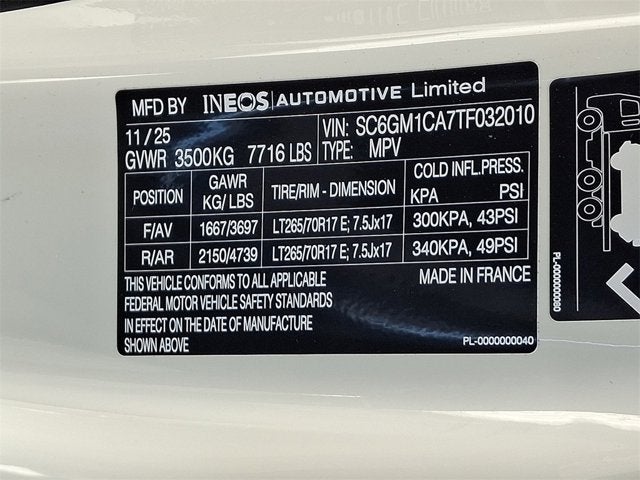 MFD BY INEOS AUTOMOTIVE Limited
11/25
VIN: SC6GM1CA7TF032010
GVWR 3500KG 7716 LBS
TYPE: MPV
POSITION GAWR KG/LBS TIRE/RIM - DIMENSION COLD INFL.PRESS. KPA PSI
F/AV 1667/3697 LT265/70R17 E; 7.5Jx17 300KPA, 43PSI
R/AR 2150/4739 LT265/70R17 E; 7.5Jx17 340KPA, 49PSI
THIS VEHICLE CONFORMS TO ALL APPLICABLE
FEDERAL MOTOR VEHICLE SAFETY STANDARDS
IN EFFECT ON THE DATE OF MANUFACTURE
SHOWN ABOVE
MADE IN FRANCE
PL-0000000040
PL-0000000080